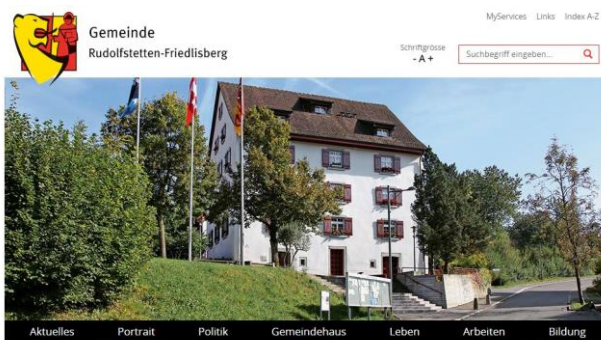 MyServices Links Index A-Z
Gemeinde
Rudolfstetten-Friedlisberg
Schriftgrösse
- A +
Suchbegriff eingeben...
Aktuelles Portrait Politik Gemeindehaus Leben Arbeiten Bildung